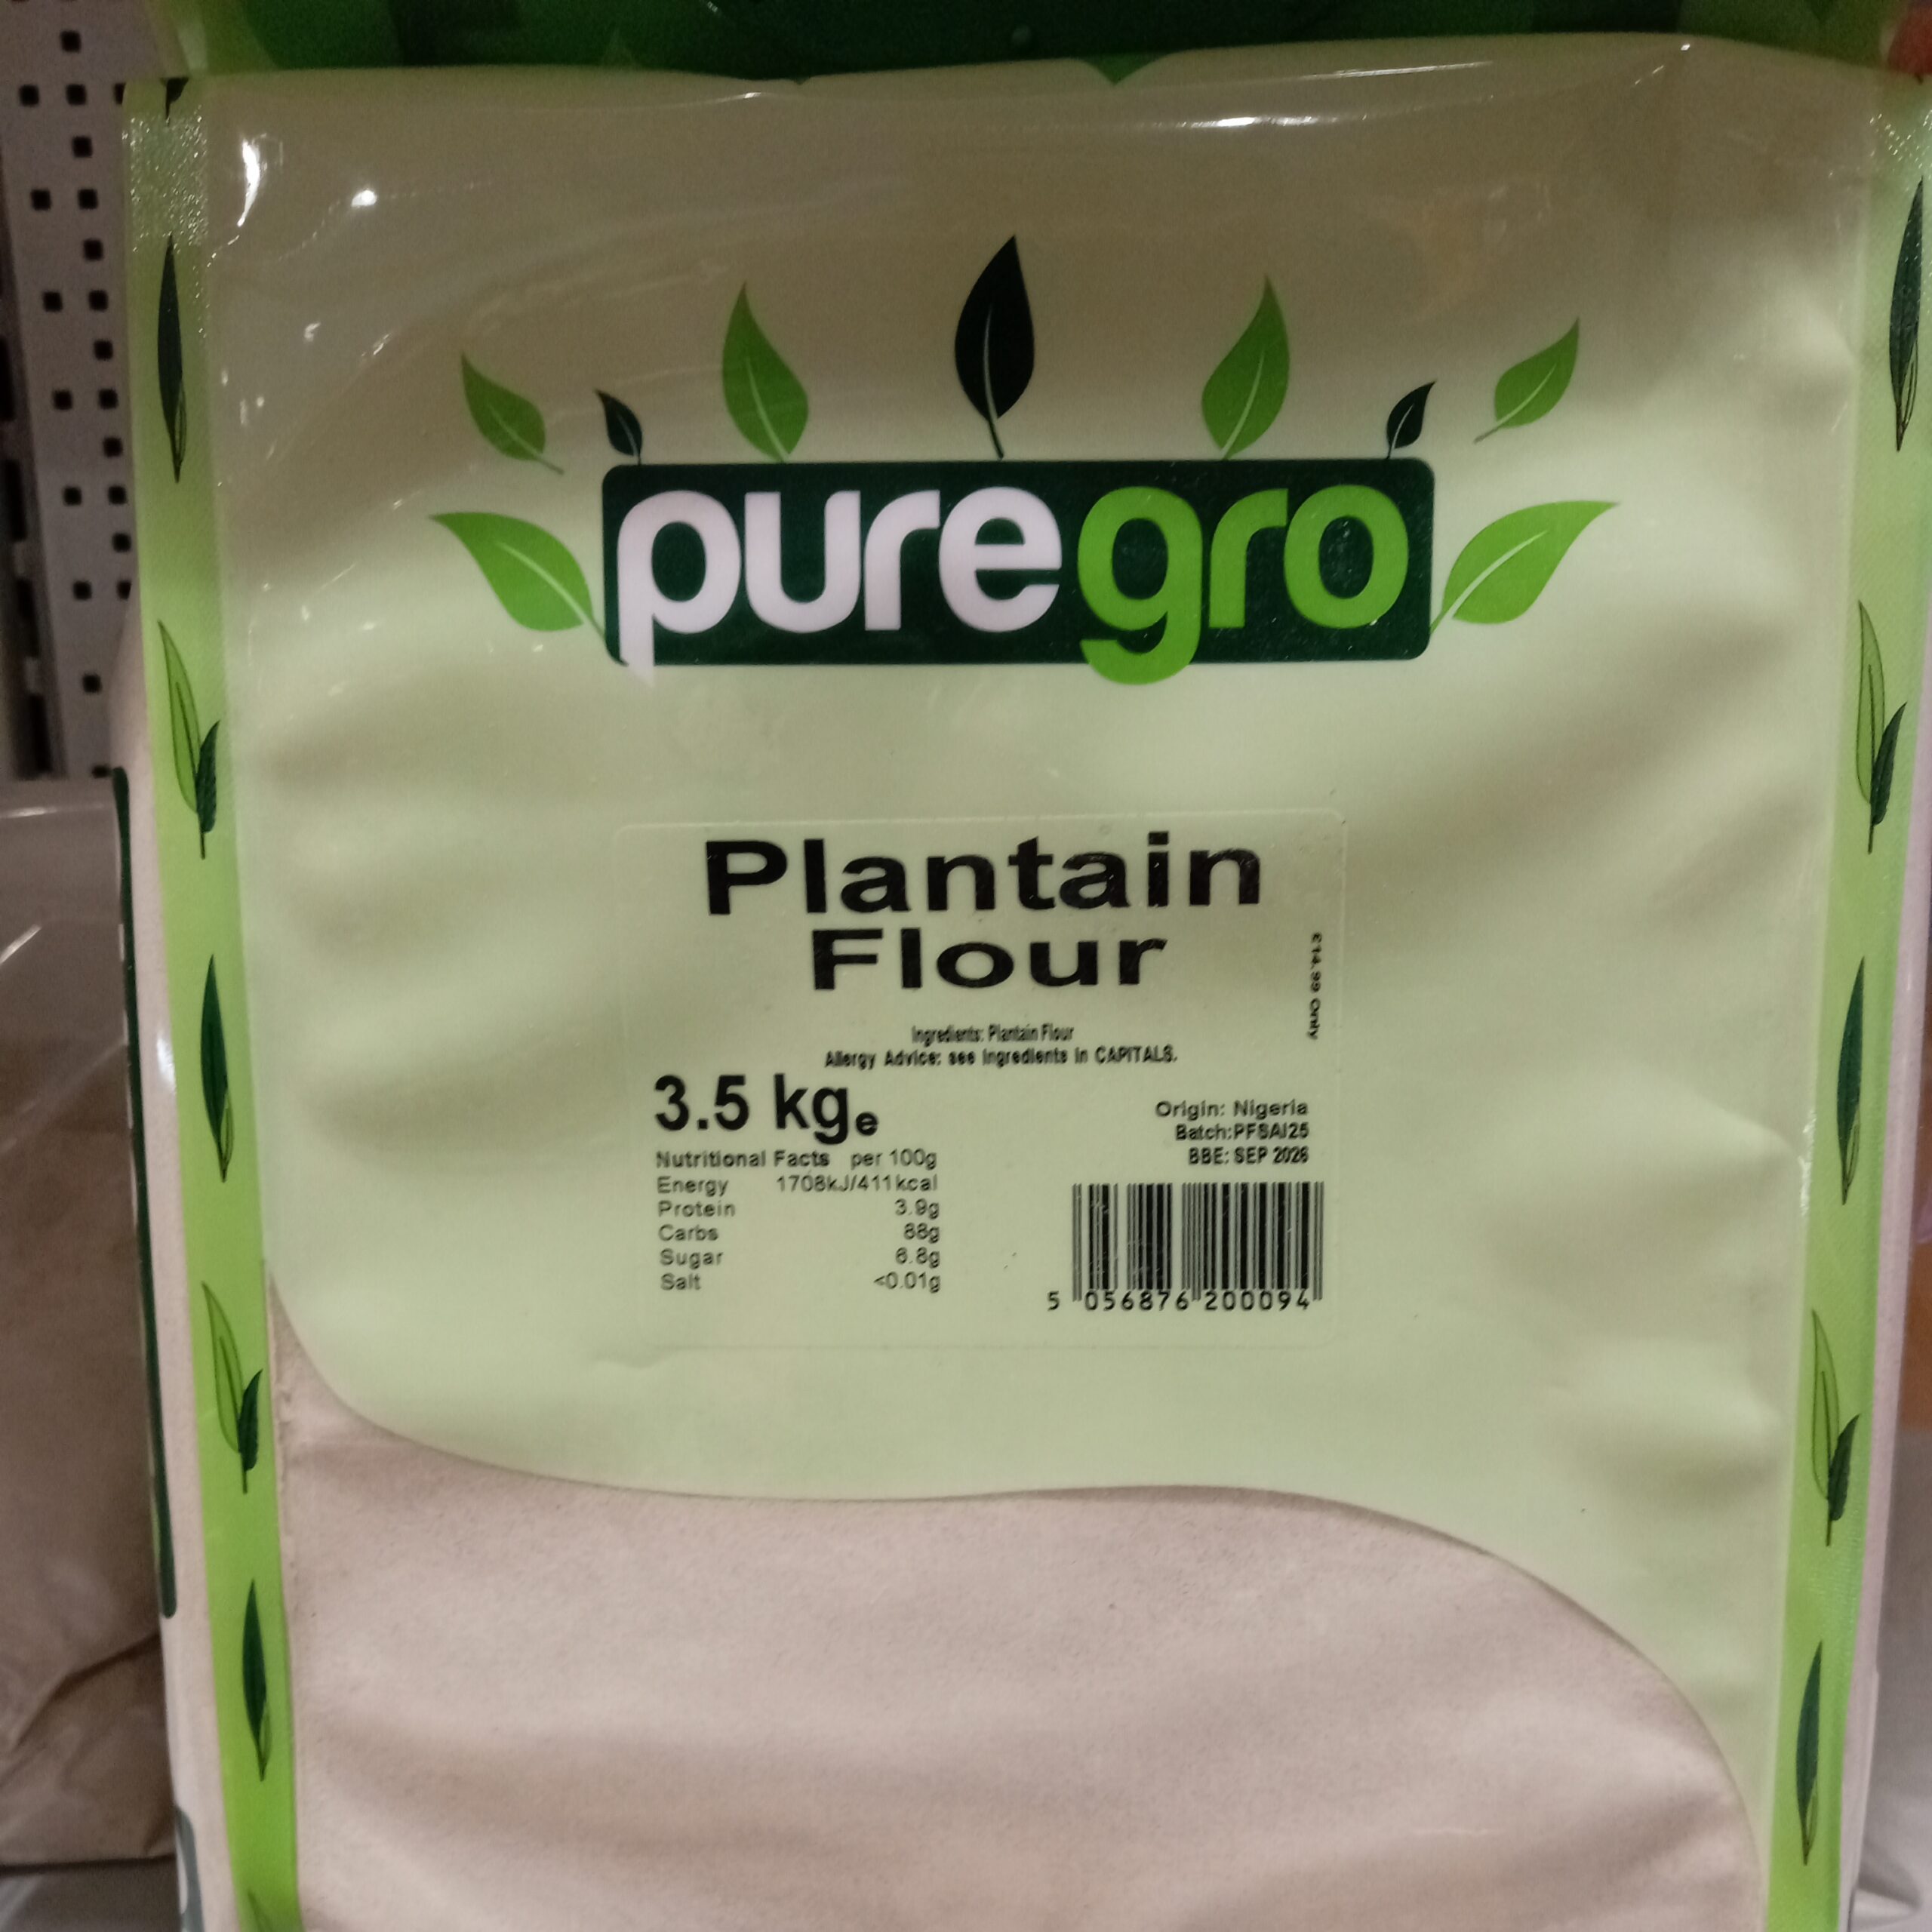 puregro
Plantain
Flour
£14.99 Only
Ingredients: Plantain Flour
Allergy Advice: see ingredients in CAPITALS.
3.5 kg e
Origin: Nigeria
Batch:PFSAI25
BBE: SEP 2026
Nutritional Facts per 100g
Energy 1708kJ/411kcal
Protein 3.9g
Carbs 88g
Sugar 6.8g
Salt <0.01g
5 056876 200094